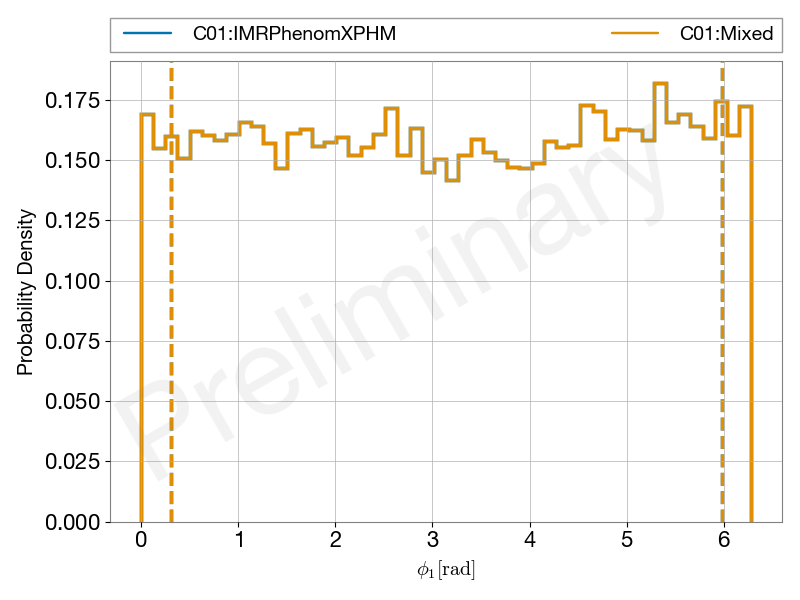 C01:IMRPhenomXPHM C01:Mixed
0.175
0.150
0.125
0.100
0.075
0.050
0.025
0.000
Probability Density
Preliminary
0 1 2 3 4 5 6
ϕ₁[rad]